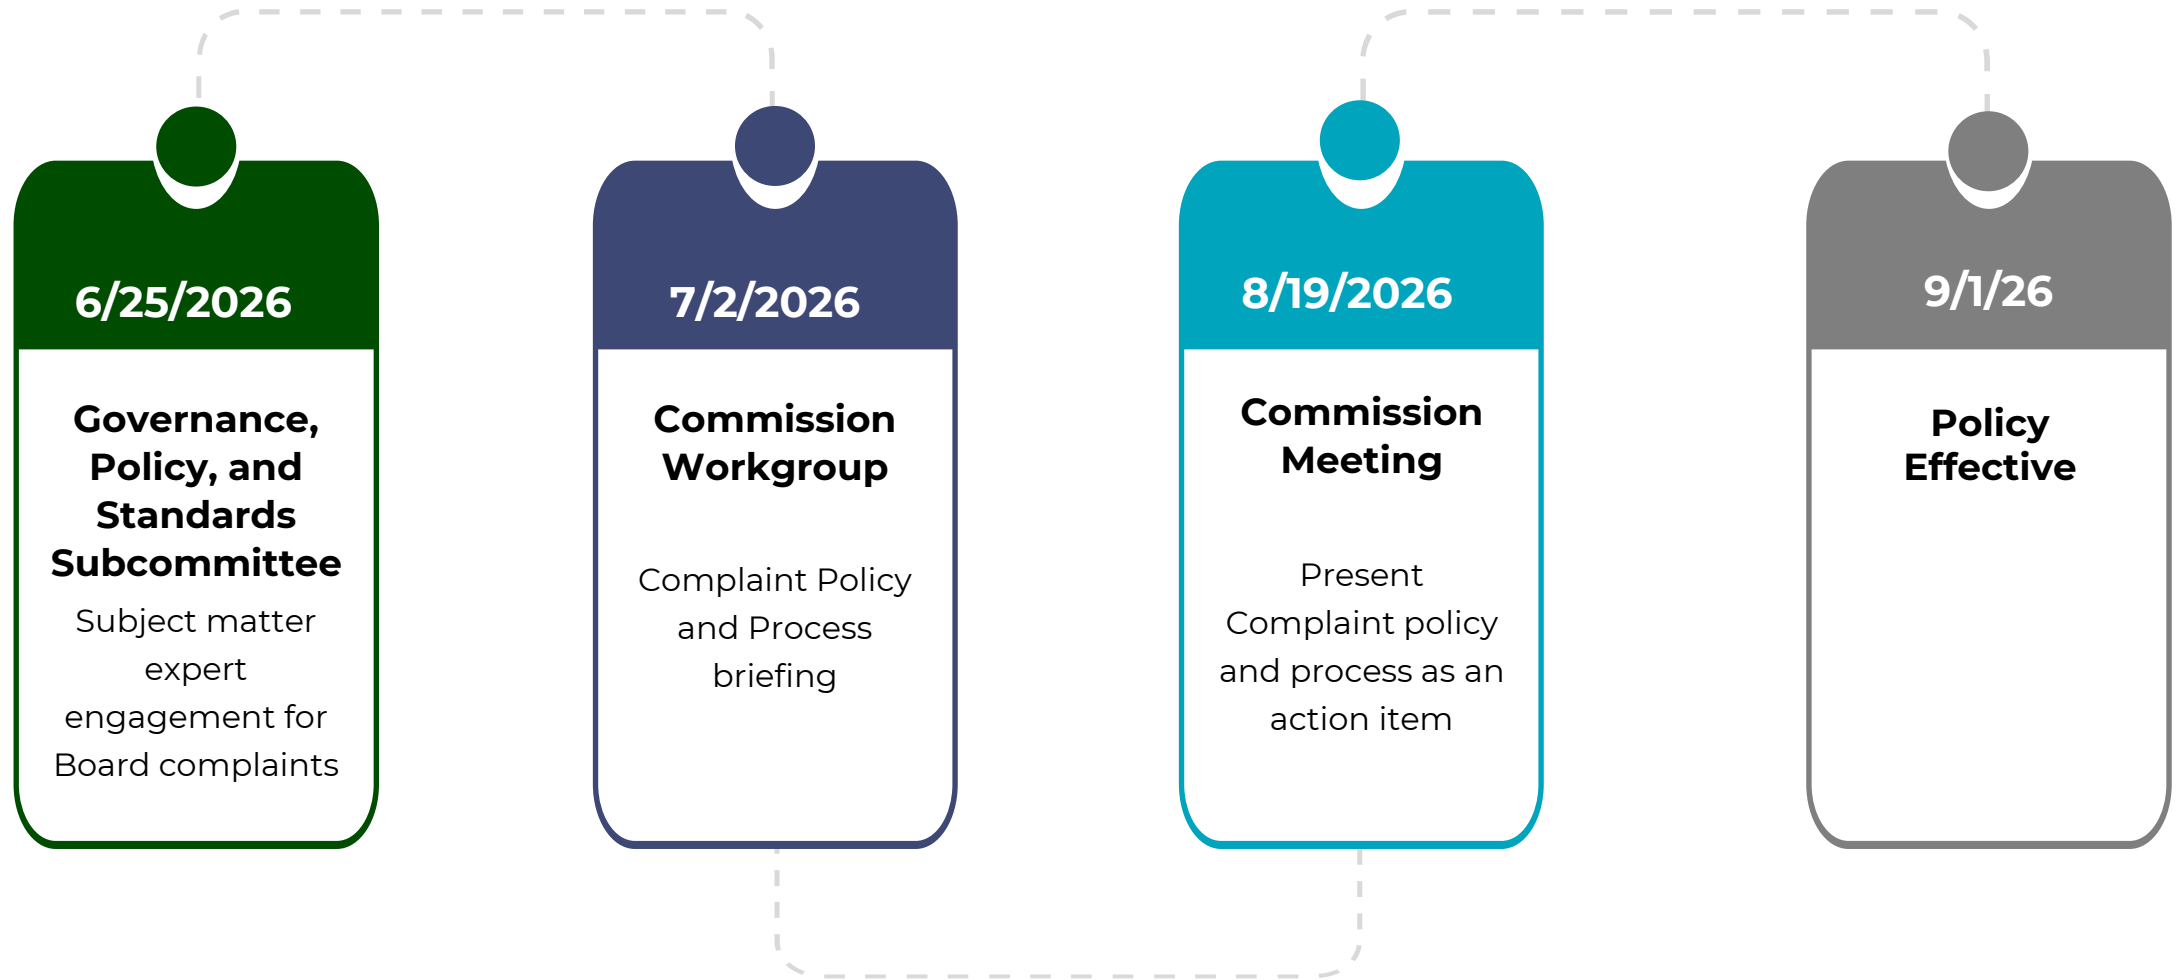 6/25/2026
Governance,
Policy, and
Standards
Subcommittee
Subject matter
expert
engagement for
Board complaints
7/2/2026
Commission
Workgroup
Complaint Policy
and Process
briefing
8/19/2026
Commission
Meeting
Present
Complaint policy
and process as an
action item
9/1/26
Policy
Effective